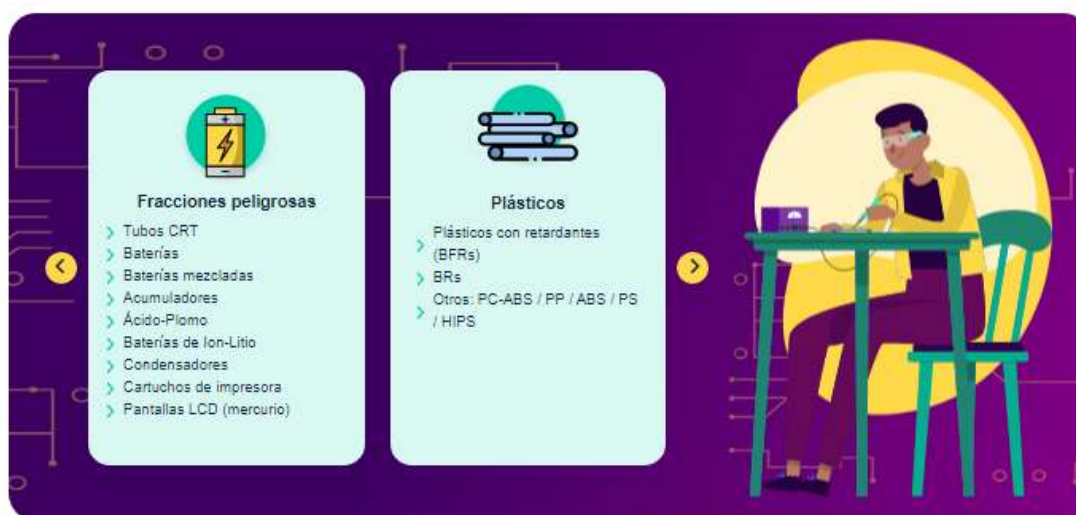 Fracciones peligrosas
Tubos CRT
Baterías
Baterías mezcladas
Acumuladores
Ácido-Plomo
Baterías de Ion-Litio
Condensadores
Cartuchos de impresora
Pantallas LCD (mercurio)
Plásticos
Plásticos con retardantes
(BFRs)
BRs
Otros: PC-ABS / PP / ABS / PS
/ HIPS